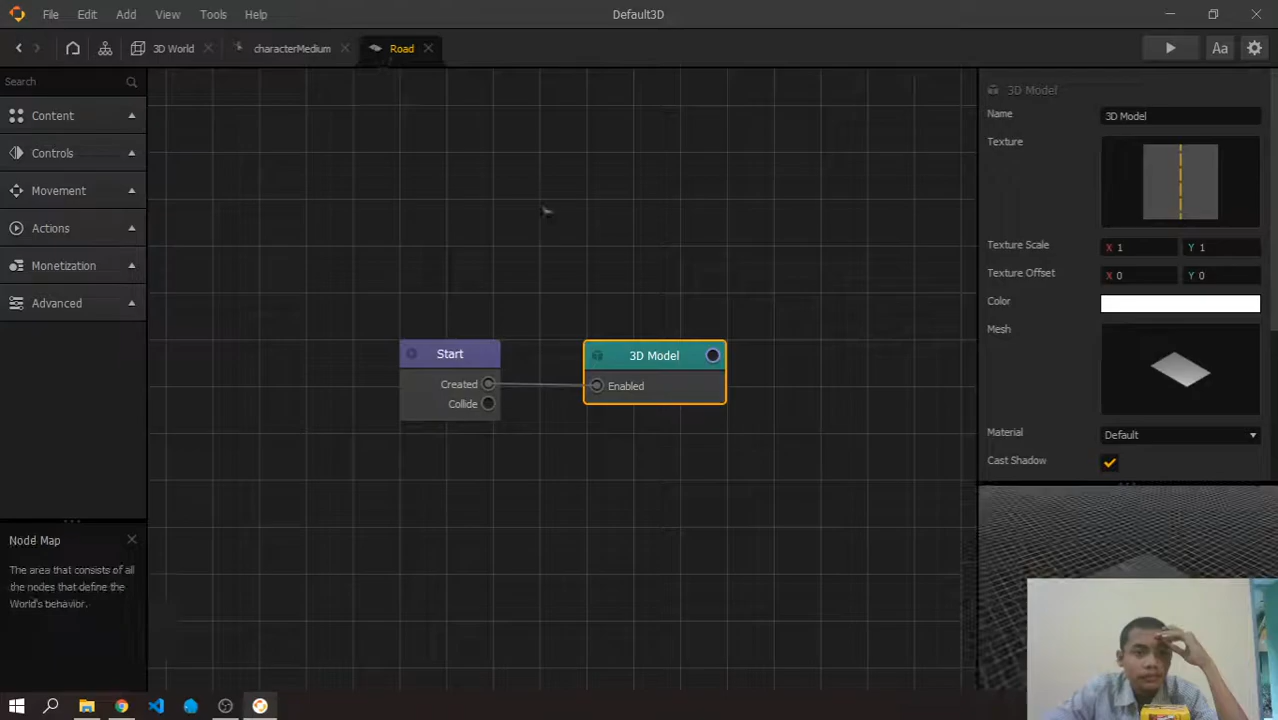 File Edit Add View Tools Help Default3D
3D World characterMedium Road Aa
Search
Content
Controls
Movement
Actions
Monetization
Advanced
Start
Created
Collide
3D Model
Enabled
3D Model
Name 3D Model
Texture
Texture Scale X 1 Y 1
Texture Offset X 0 Y 0
Color
Mesh
Material Default
Cast Shadow
Nodd Map
The area that consists of all
the nodes that define the
World's behavior.